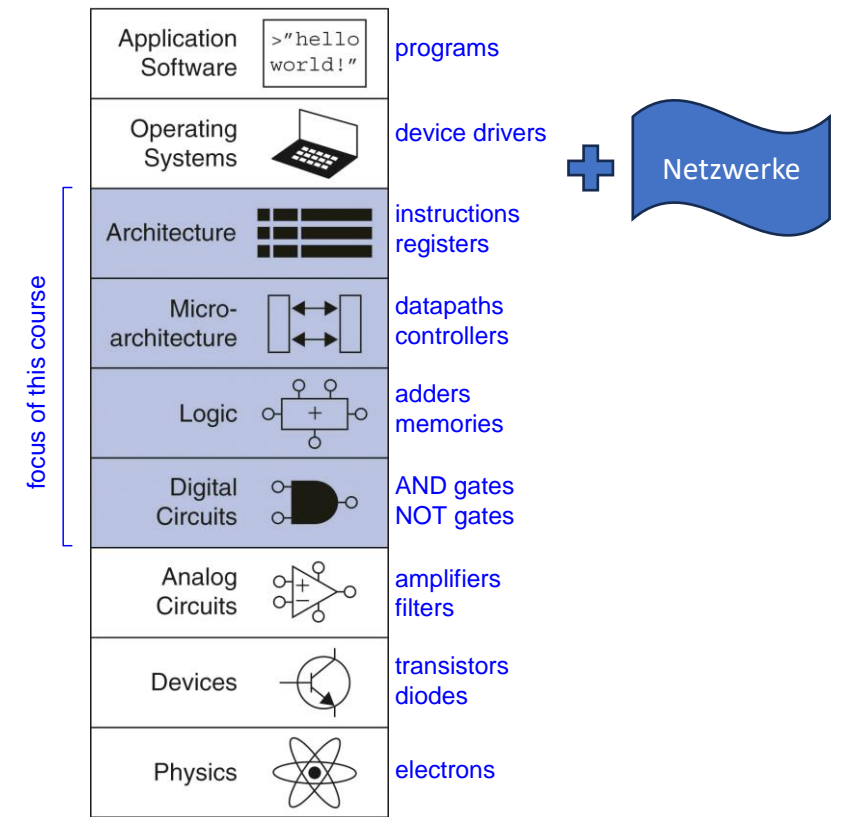 Application
Software
>"hello
world!"
programs
Operating
Systems
device drivers
Netzwerke
focus of this course
Architecture
instructions
registers
Micro-
architecture
datapaths
controllers
Logic
+
adders
memories
Digital
Circuits
AND gates
NOT gates
Analog
Circuits
+
−
amplifiers
filters
Devices
transistors
diodes
Physics
electrons